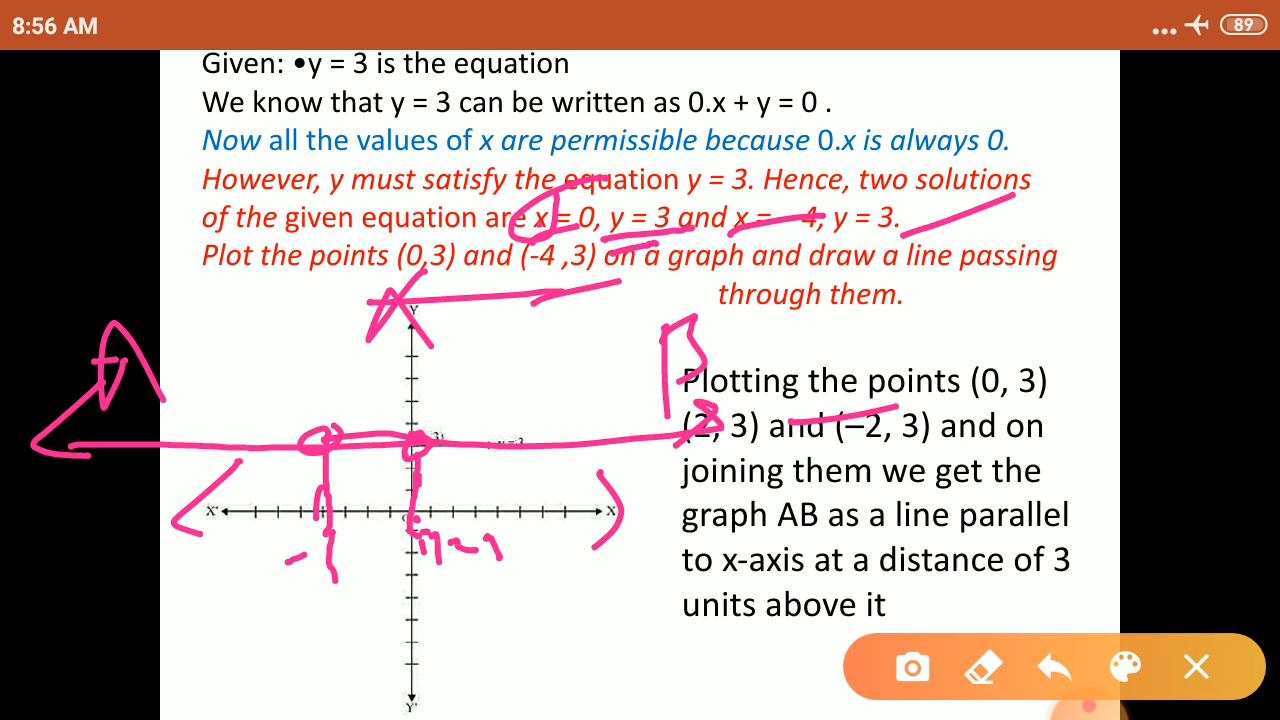 8:56 AM
89
Given: •y = 3 is the equation
We know that y = 3 can be written as 0.x + y = 0 .
Now all the values of x are permissible because 0.x is always 0.
However, y must satisfy the equation y = 3. Hence, two solutions
of the given equation are x = 0, y = 3 and x = – 4, y = 3.
Plot the points (0,3) and (-4 ,3) on a graph and draw a line passing
through them.
Y
A
B
Plotting the points (0, 3)
(2, 3) and (–2, 3) and on
joining them we get the
graph AB as a line parallel
to x-axis at a distance of 3
units above it
y = 3
X'
X
Y'